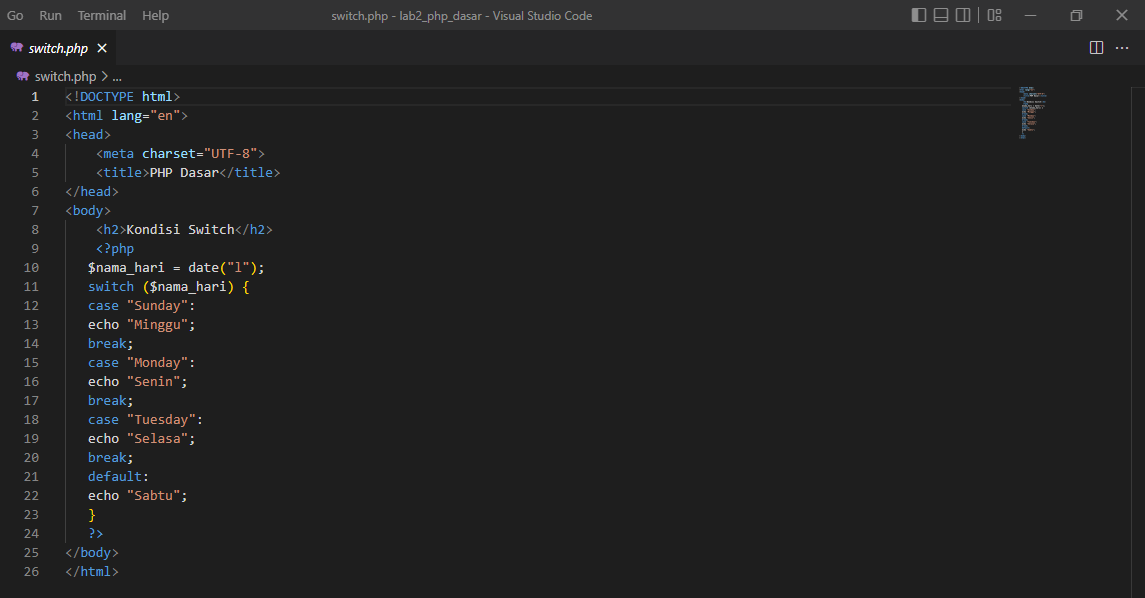 Go Run Terminal Help switch.php - lab2_php_dasar - Visual Studio Code
switch.php
switch.php > ...
1 <!DOCTYPE html>
2 <html lang="en">
3 <head>
4     <meta charset="UTF-8">
5     <title>PHP Dasar</title>
6 </head>
7 <body>
8     <h2>Kondisi Switch</h2>
9     <?php
10    $nama_hari = date("l");
11    switch ($nama_hari) {
12    case "Sunday":
13    echo "Minggu";
14    break;
15    case "Monday":
16    echo "Senin";
17    break;
18    case "Tuesday":
19    echo "Selasa";
20    break;
21    default:
22    echo "Sabtu";
23    }
24    ?>
25 </body>
26 </html>